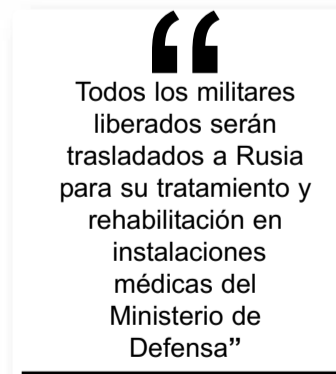 “
Todos los militares
liberados serán
trasladados a Rusia
para su tratamiento y
rehabilitación en
instalaciones
médicas del
Ministerio de
Defensa”